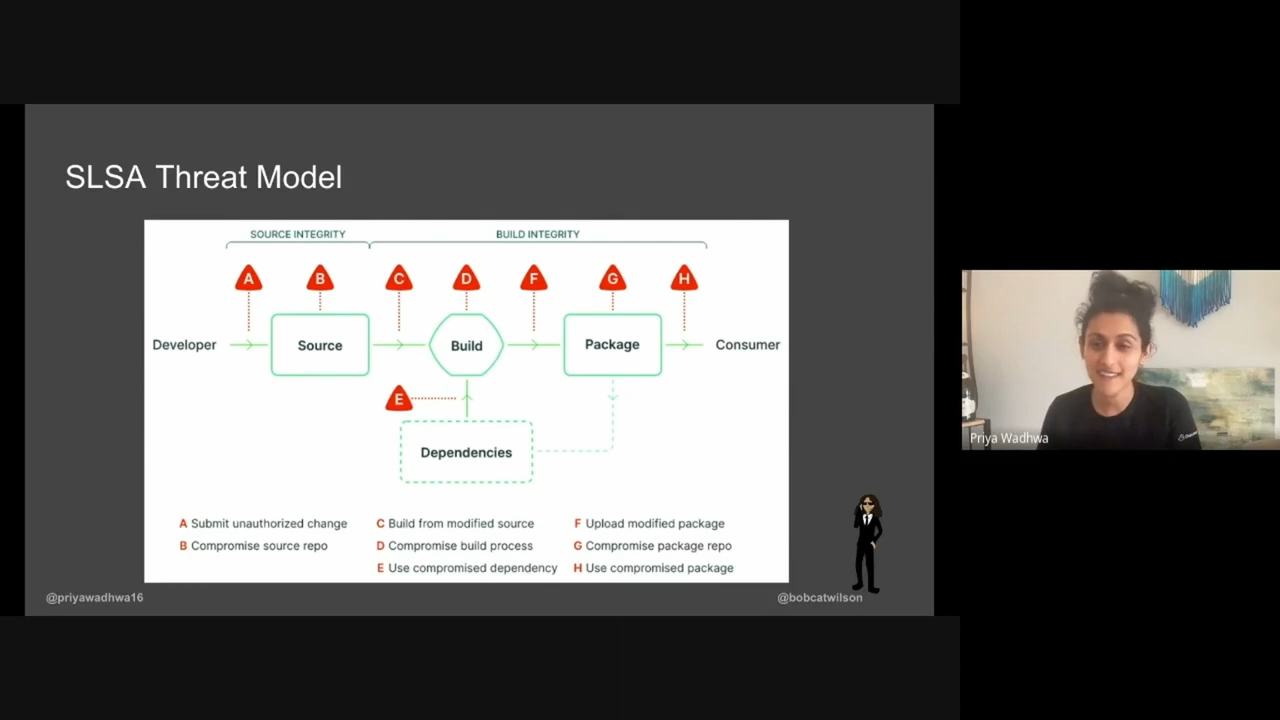 SLSA Threat Model
SOURCE INTEGRITY
BUILD INTEGRITY
A
B
C
D
F
G
H
Developer
Source
Build
Package
Consumer
E
Dependencies
A Submit unauthorized change
B Compromise source repo
C Build from modified source
D Compromise build process
E Use compromised dependency
F Upload modified package
G Compromise package repo
H Use compromised package
@priyawadhwa16
@bobcatwilson
Priya Wadhwa